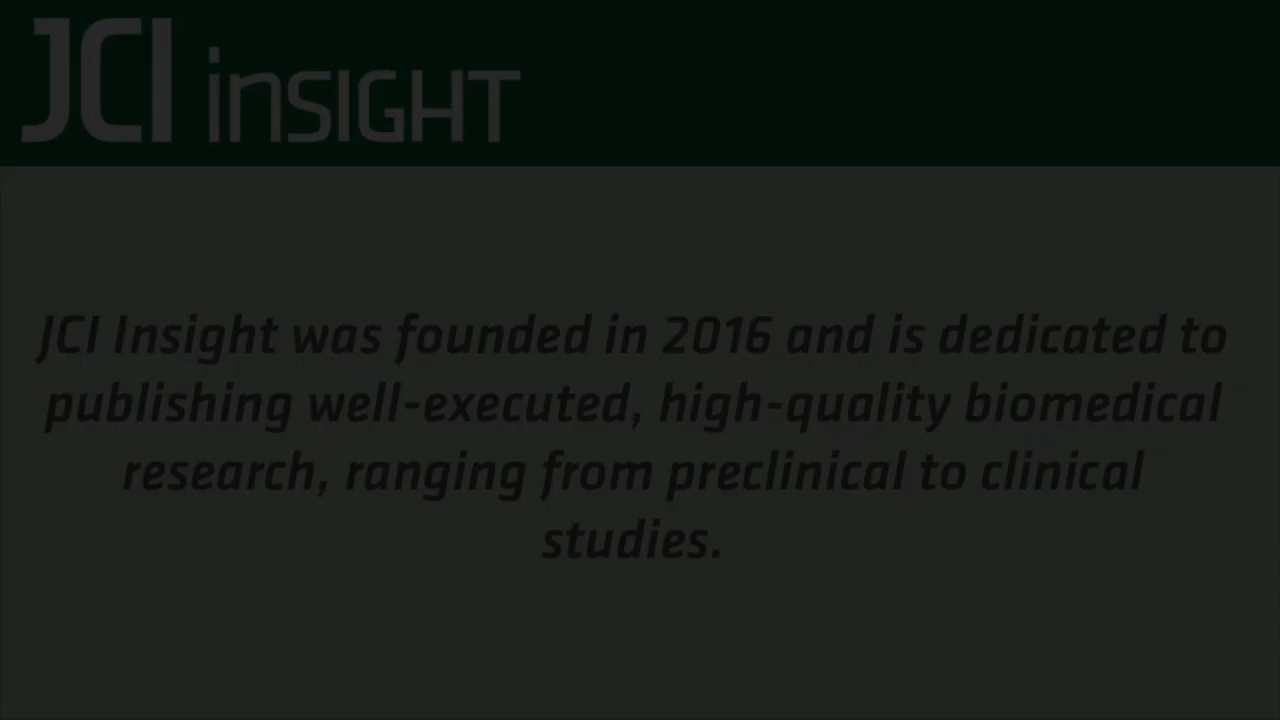 JCI inSIGHT
JCI Insight was founded in 2016 and is dedicated to
publishing well-executed, high-quality biomedical
research, ranging from preclinical to clinical
studies.